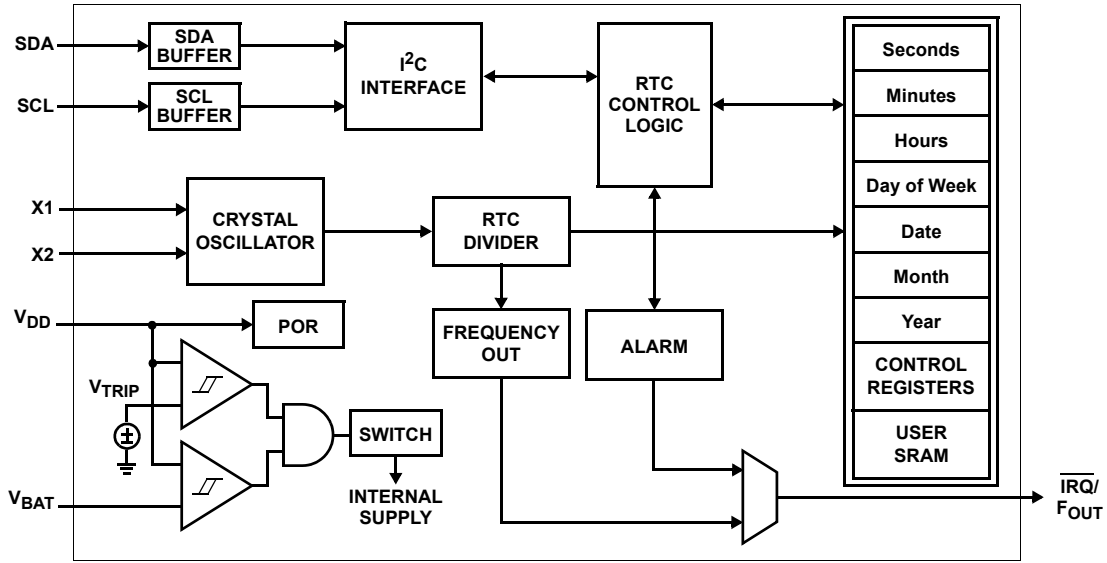 SDA
SDA
BUFFER
I²C
INTERFACE
RTC
CONTROL
LOGIC
SCL
SCL
BUFFER
X1
X2
CRYSTAL
OSCILLATOR
RTC
DIVIDER
VDD
POR
FREQUENCY
OUT
ALARM
VTRIP
SWITCH
INTERNAL
SUPPLY
VBAT
Seconds
Minutes
Hours
Day of Week
Date
Month
Year
CONTROL
REGISTERS
USER
SRAM
IRQ/
FOUT